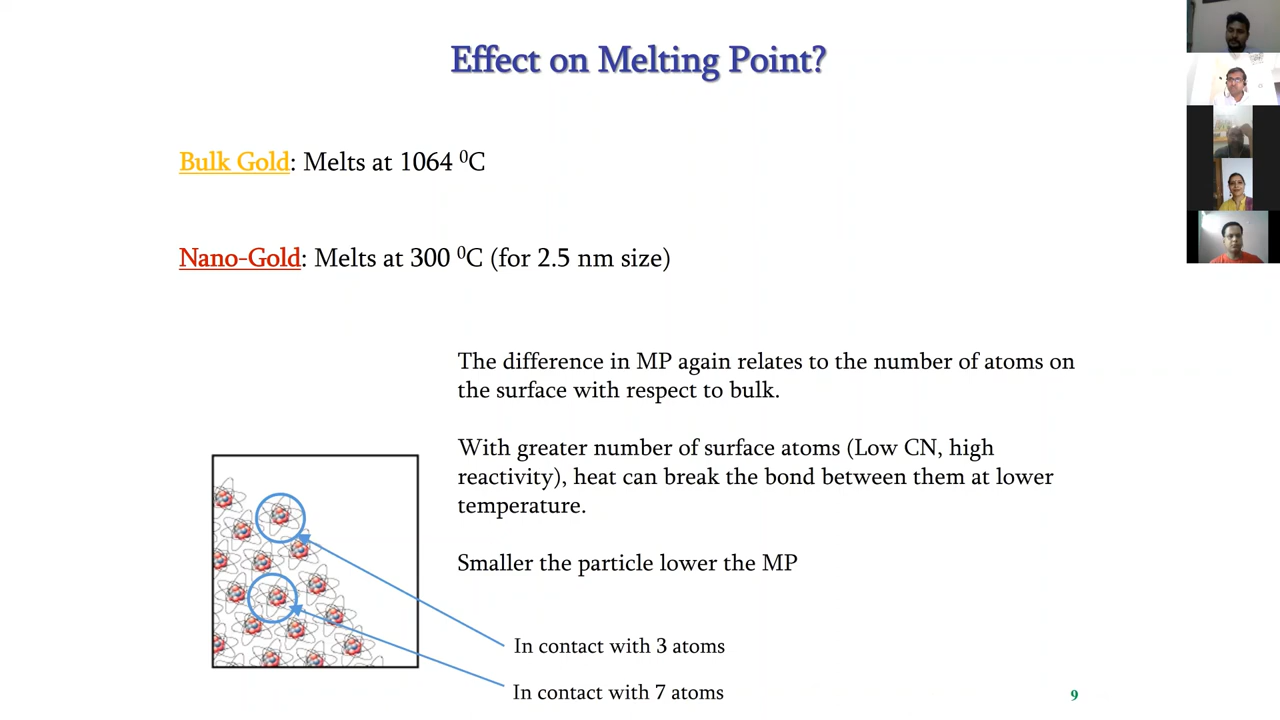 Effect on Melting Point?
Bulk Gold: Melts at 1064 ⁰C
Nano-Gold: Melts at 300 ⁰C (for 2.5 nm size)
The difference in MP again relates to the number of atoms on
the surface with respect to bulk.
With greater number of surface atoms (Low CN, high
reactivity), heat can break the bond between them at lower
temperature.
Smaller the particle lower the MP
In contact with 3 atoms
In contact with 7 atoms
9